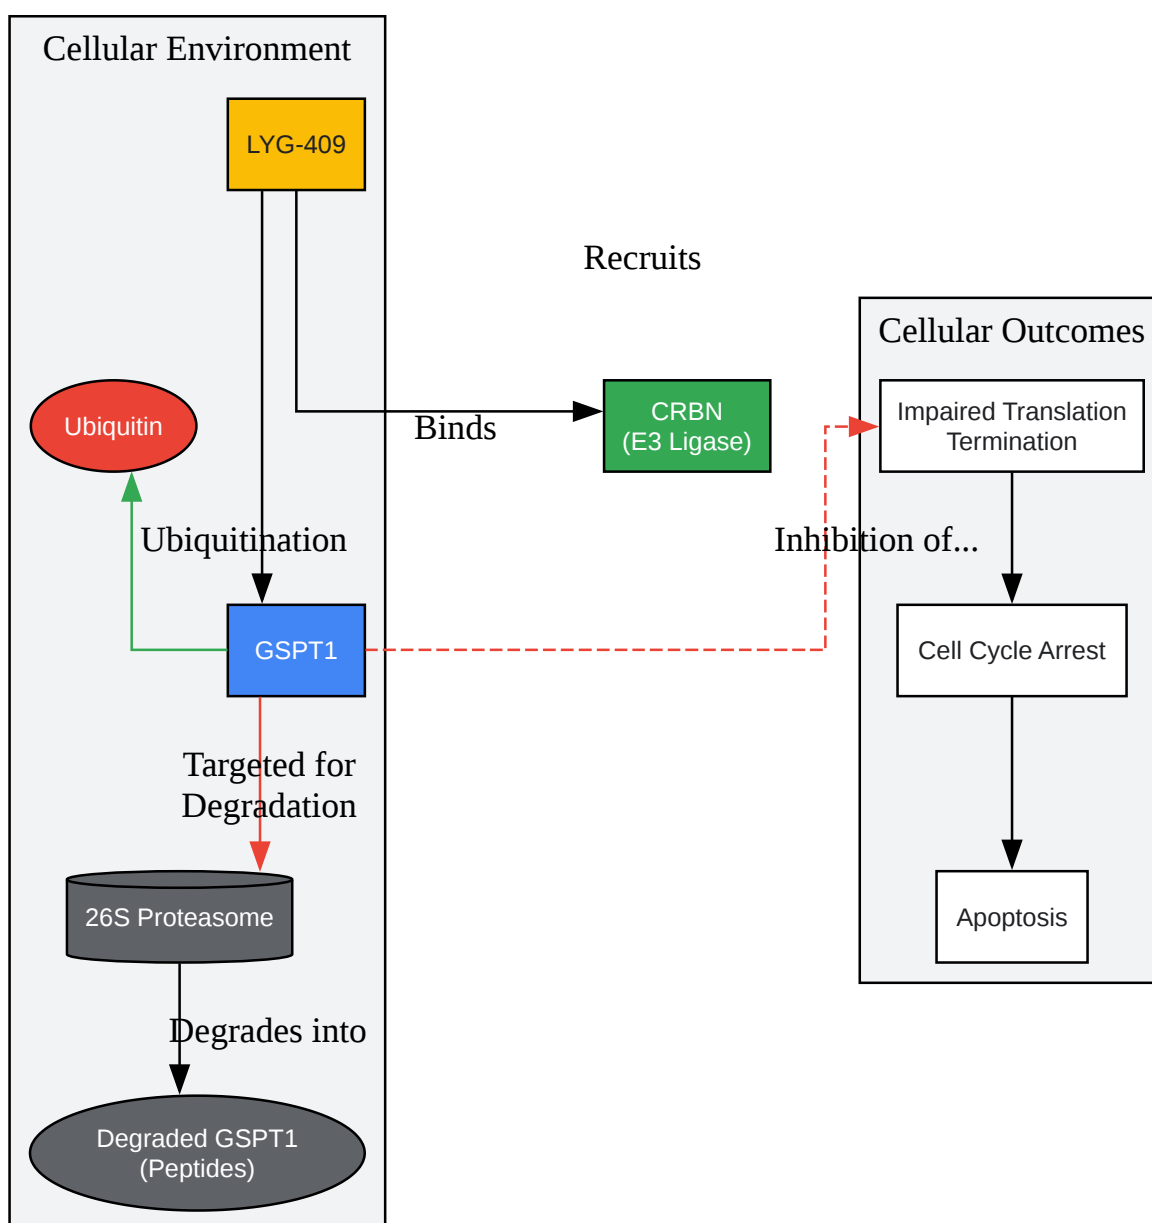 Cellular Environment
LYG-409
Recruits
Cellular Outcomes
Ubiquitin
Binds
CRBN
(E3 Ligase)
Impaired Translation
Termination
Ubiquitination
Inhibition of...
GSPT1
Cell Cycle Arrest
Targeted for
Degradation
26S Proteasome
Apoptosis
Degrades into
Degraded GSPT1
(Peptides)